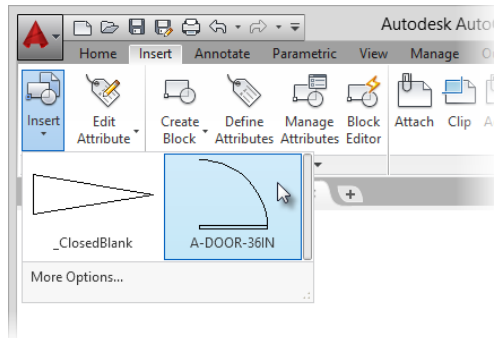 Autodesk Auto
Home Insert Annotate Parametric View Manage
Insert Edit Attribute Create Block Define Attributes Manage Attributes Block Editor Attach Clip
_ClosedBlank A-DOOR-36IN
More Options...